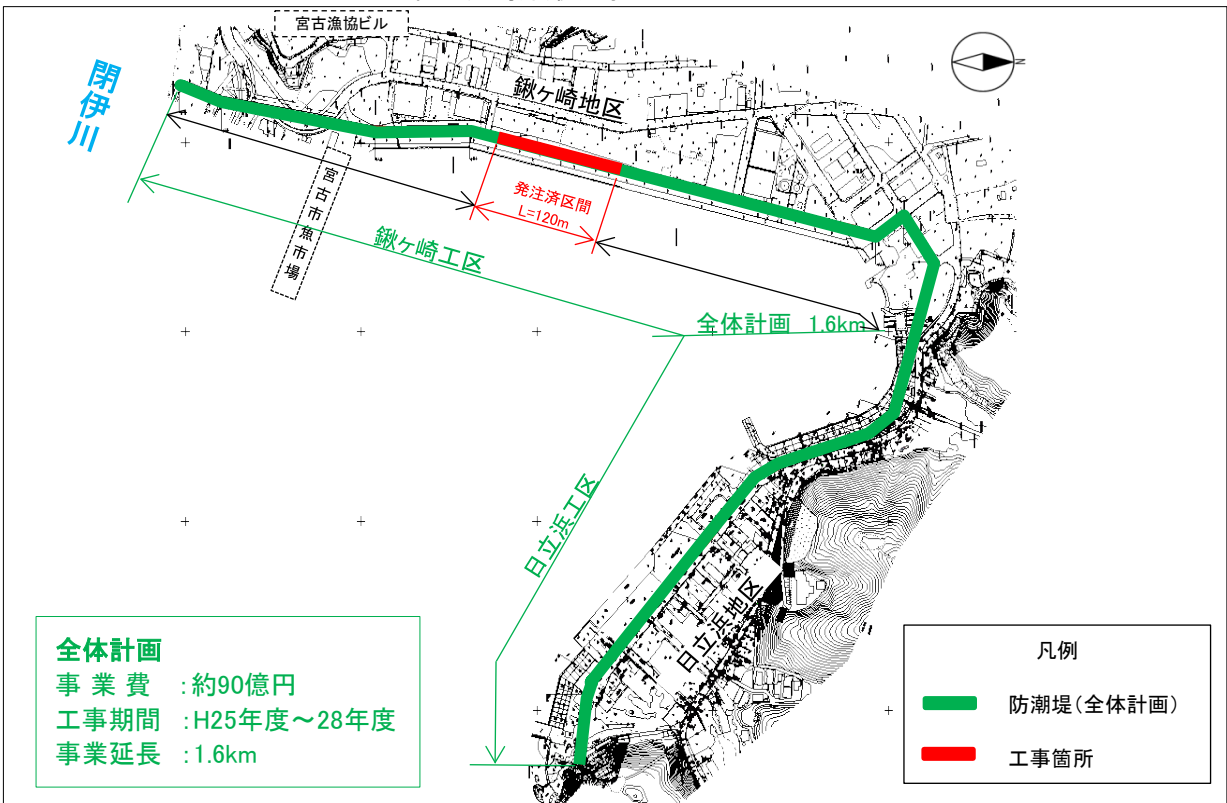 宮古漁協ビル
閉伊川
鍬ヶ崎地区
N
宮古市魚市場
発注済区間
L=120m
鍬ヶ崎工区
全体計画 1.6km
日立浜工区
日立浜地区
全体計画
事業費 :約90億円
工事期間 :H25年度～28年度
事業延長 :1.6km
凡例
防潮堤(全体計画)
工事箇所